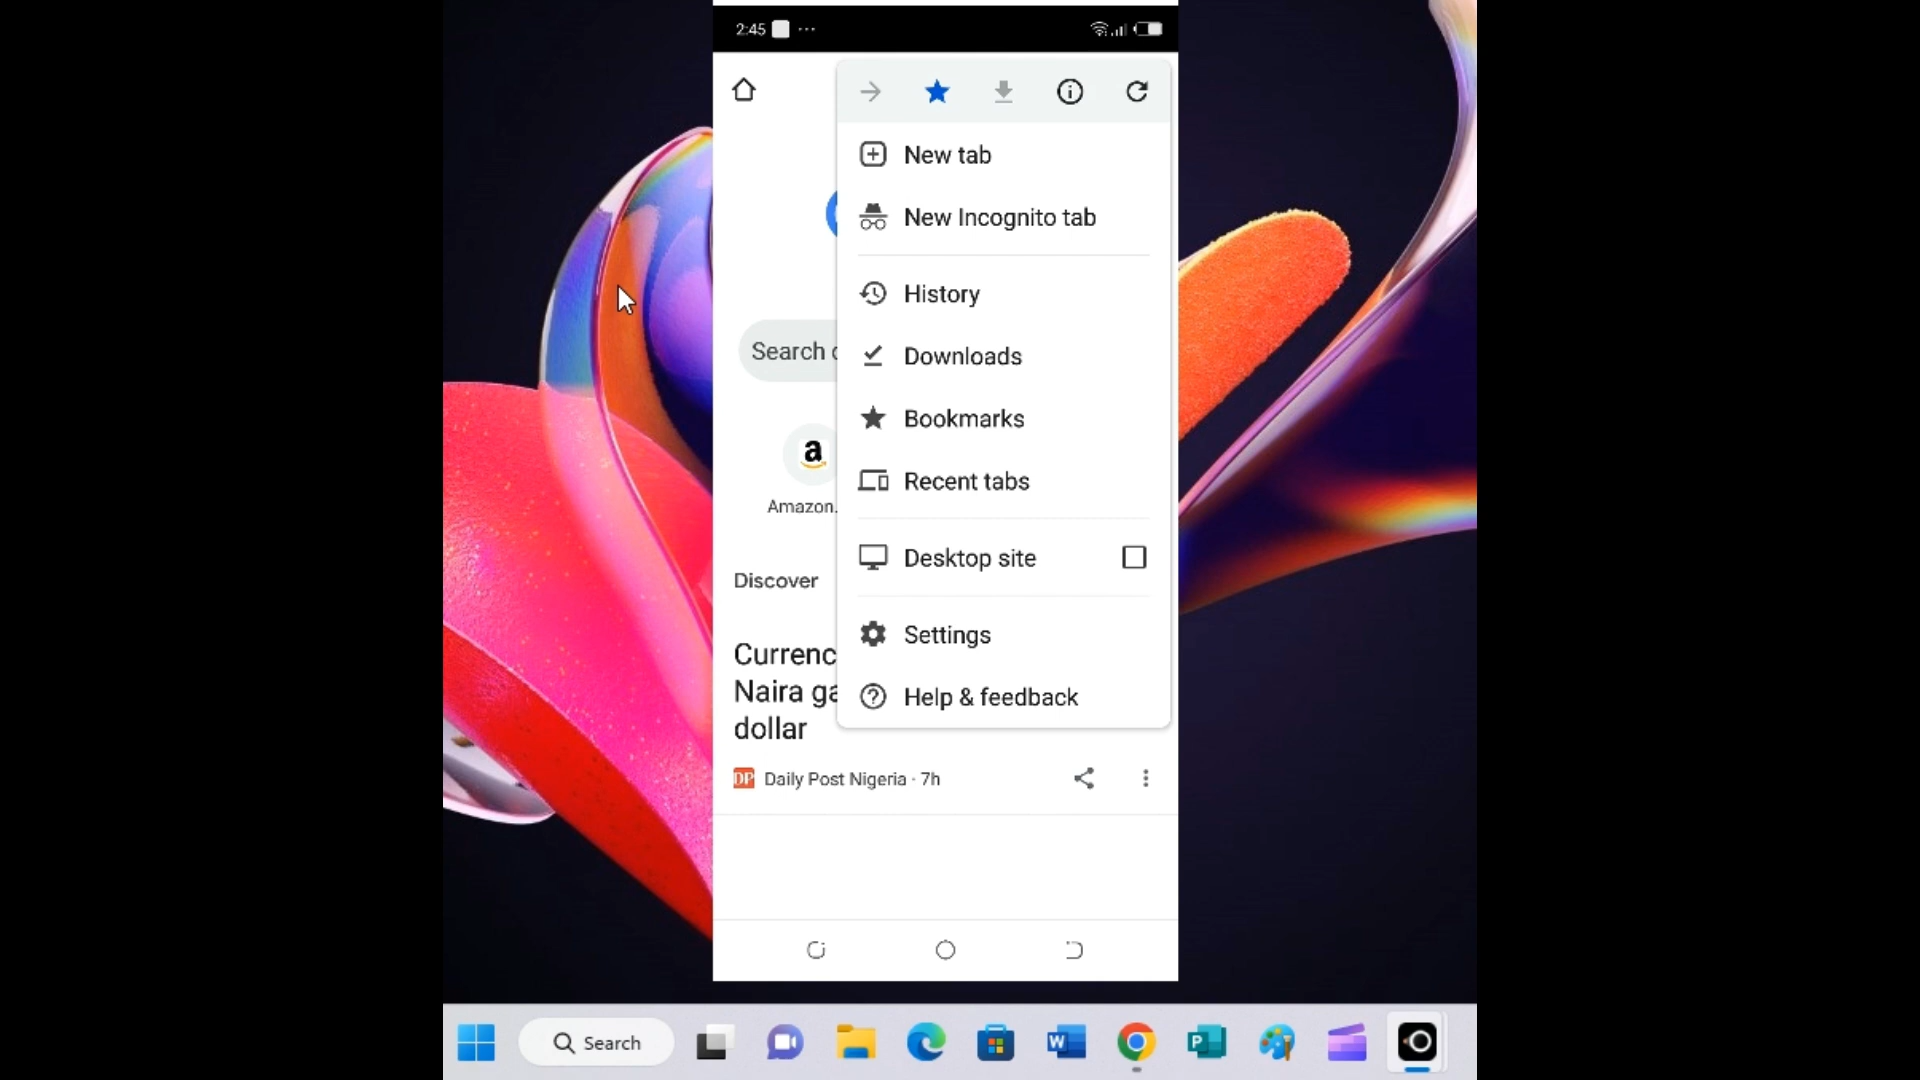 2:45
New tab
New Incognito tab
History
Search
Downloads
Bookmarks
a
Recent tabs
Amazon.
Desktop site
Discover
Settings
Currenc
Naira ga
Help & feedback
dollar
DP Daily Post Nigeria · 7h
Search
W
P